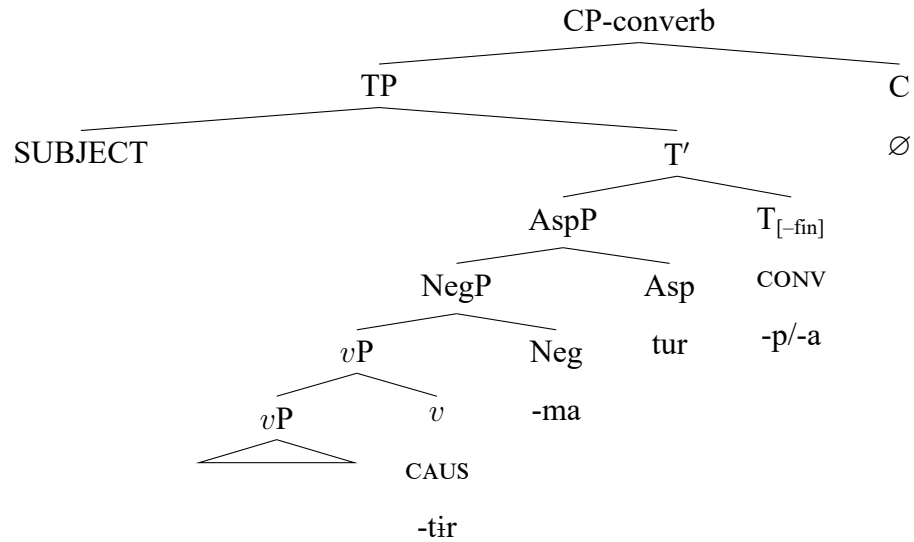 CP-converb
TP C
SUBJECT T′ ∅
AspP T[–fin]
NegP Asp CONV
vP Neg tur -p/-a
vP v -ma
CAUS
-tɨr